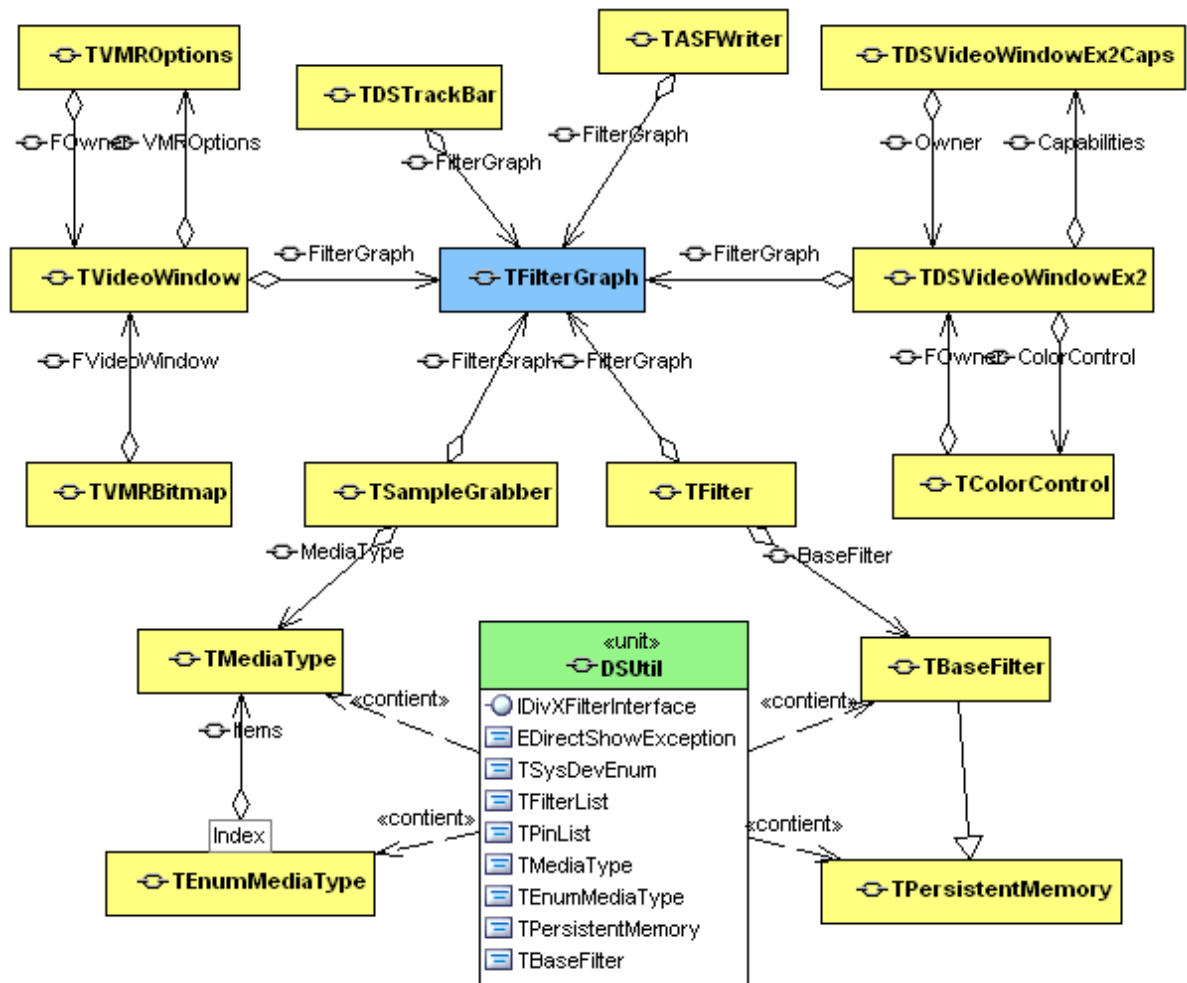 TVMROptions
TASFWriter
TDSVideoWindowEx2Caps
TDSTrackBar
FOwner
VMROptions
FilterGraph
FilterGraph
Owner
Capabilities
TVideoWindow
FilterGraph
TFilterGraph
FilterGraph
TDSVideoWindowEx2
FVideoWindow
FilterGraph
FilterGraph
FOwner
ColorControl
TVMRBitmap
TSampleGrabber
TFilter
TColorControl
MediaType
BaseFilter
TMediaType
«unit»
DSUtil
TBaseFilter
«contient»
«contient»
Items
IDivXFilterInterface
EDirectShowException
TSysDevEnum
TFilterList
TPinList
TMediaType
TEnumMediaType
TPersistentMemory
TBaseFilter
«contient»
«contient»
Index
TEnumMediaType
TPersistentMemory